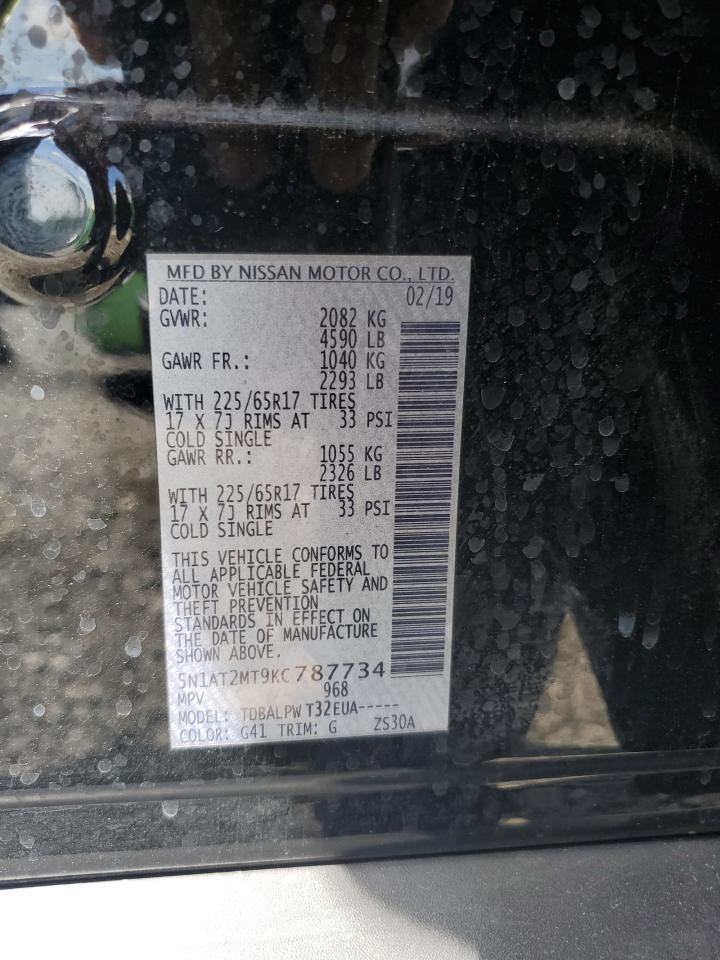 MFD BY NISSAN MOTOR CO., LTD.
DATE: 02/19
GVWR: 2082 KG
4590 LB
GAWR FR.: 1040 KG
2293 LB
WITH 225/65R17 TIRES
17 X 7J RIMS AT 33 PSI
COLD SINGLE
GAWR RR.: 1055 KG
2326 LB
WITH 225/65R17 TIRES
17 X 7J RIMS AT 33 PSI
COLD SINGLE
THIS VEHICLE CONFORMS TO
ALL APPLICABLE FEDERAL
MOTOR VEHICLE SAFETY AND
THEFT PREVENTION
STANDARDS IN EFFECT ON
THE DATE OF MANUFACTURE
SHOWN ABOVE.
5N1AT2MT9KC787734
MPV 968
MODEL: TDBALPW T32EUA-----
COLOR: G41 TRIM: G ZS30A